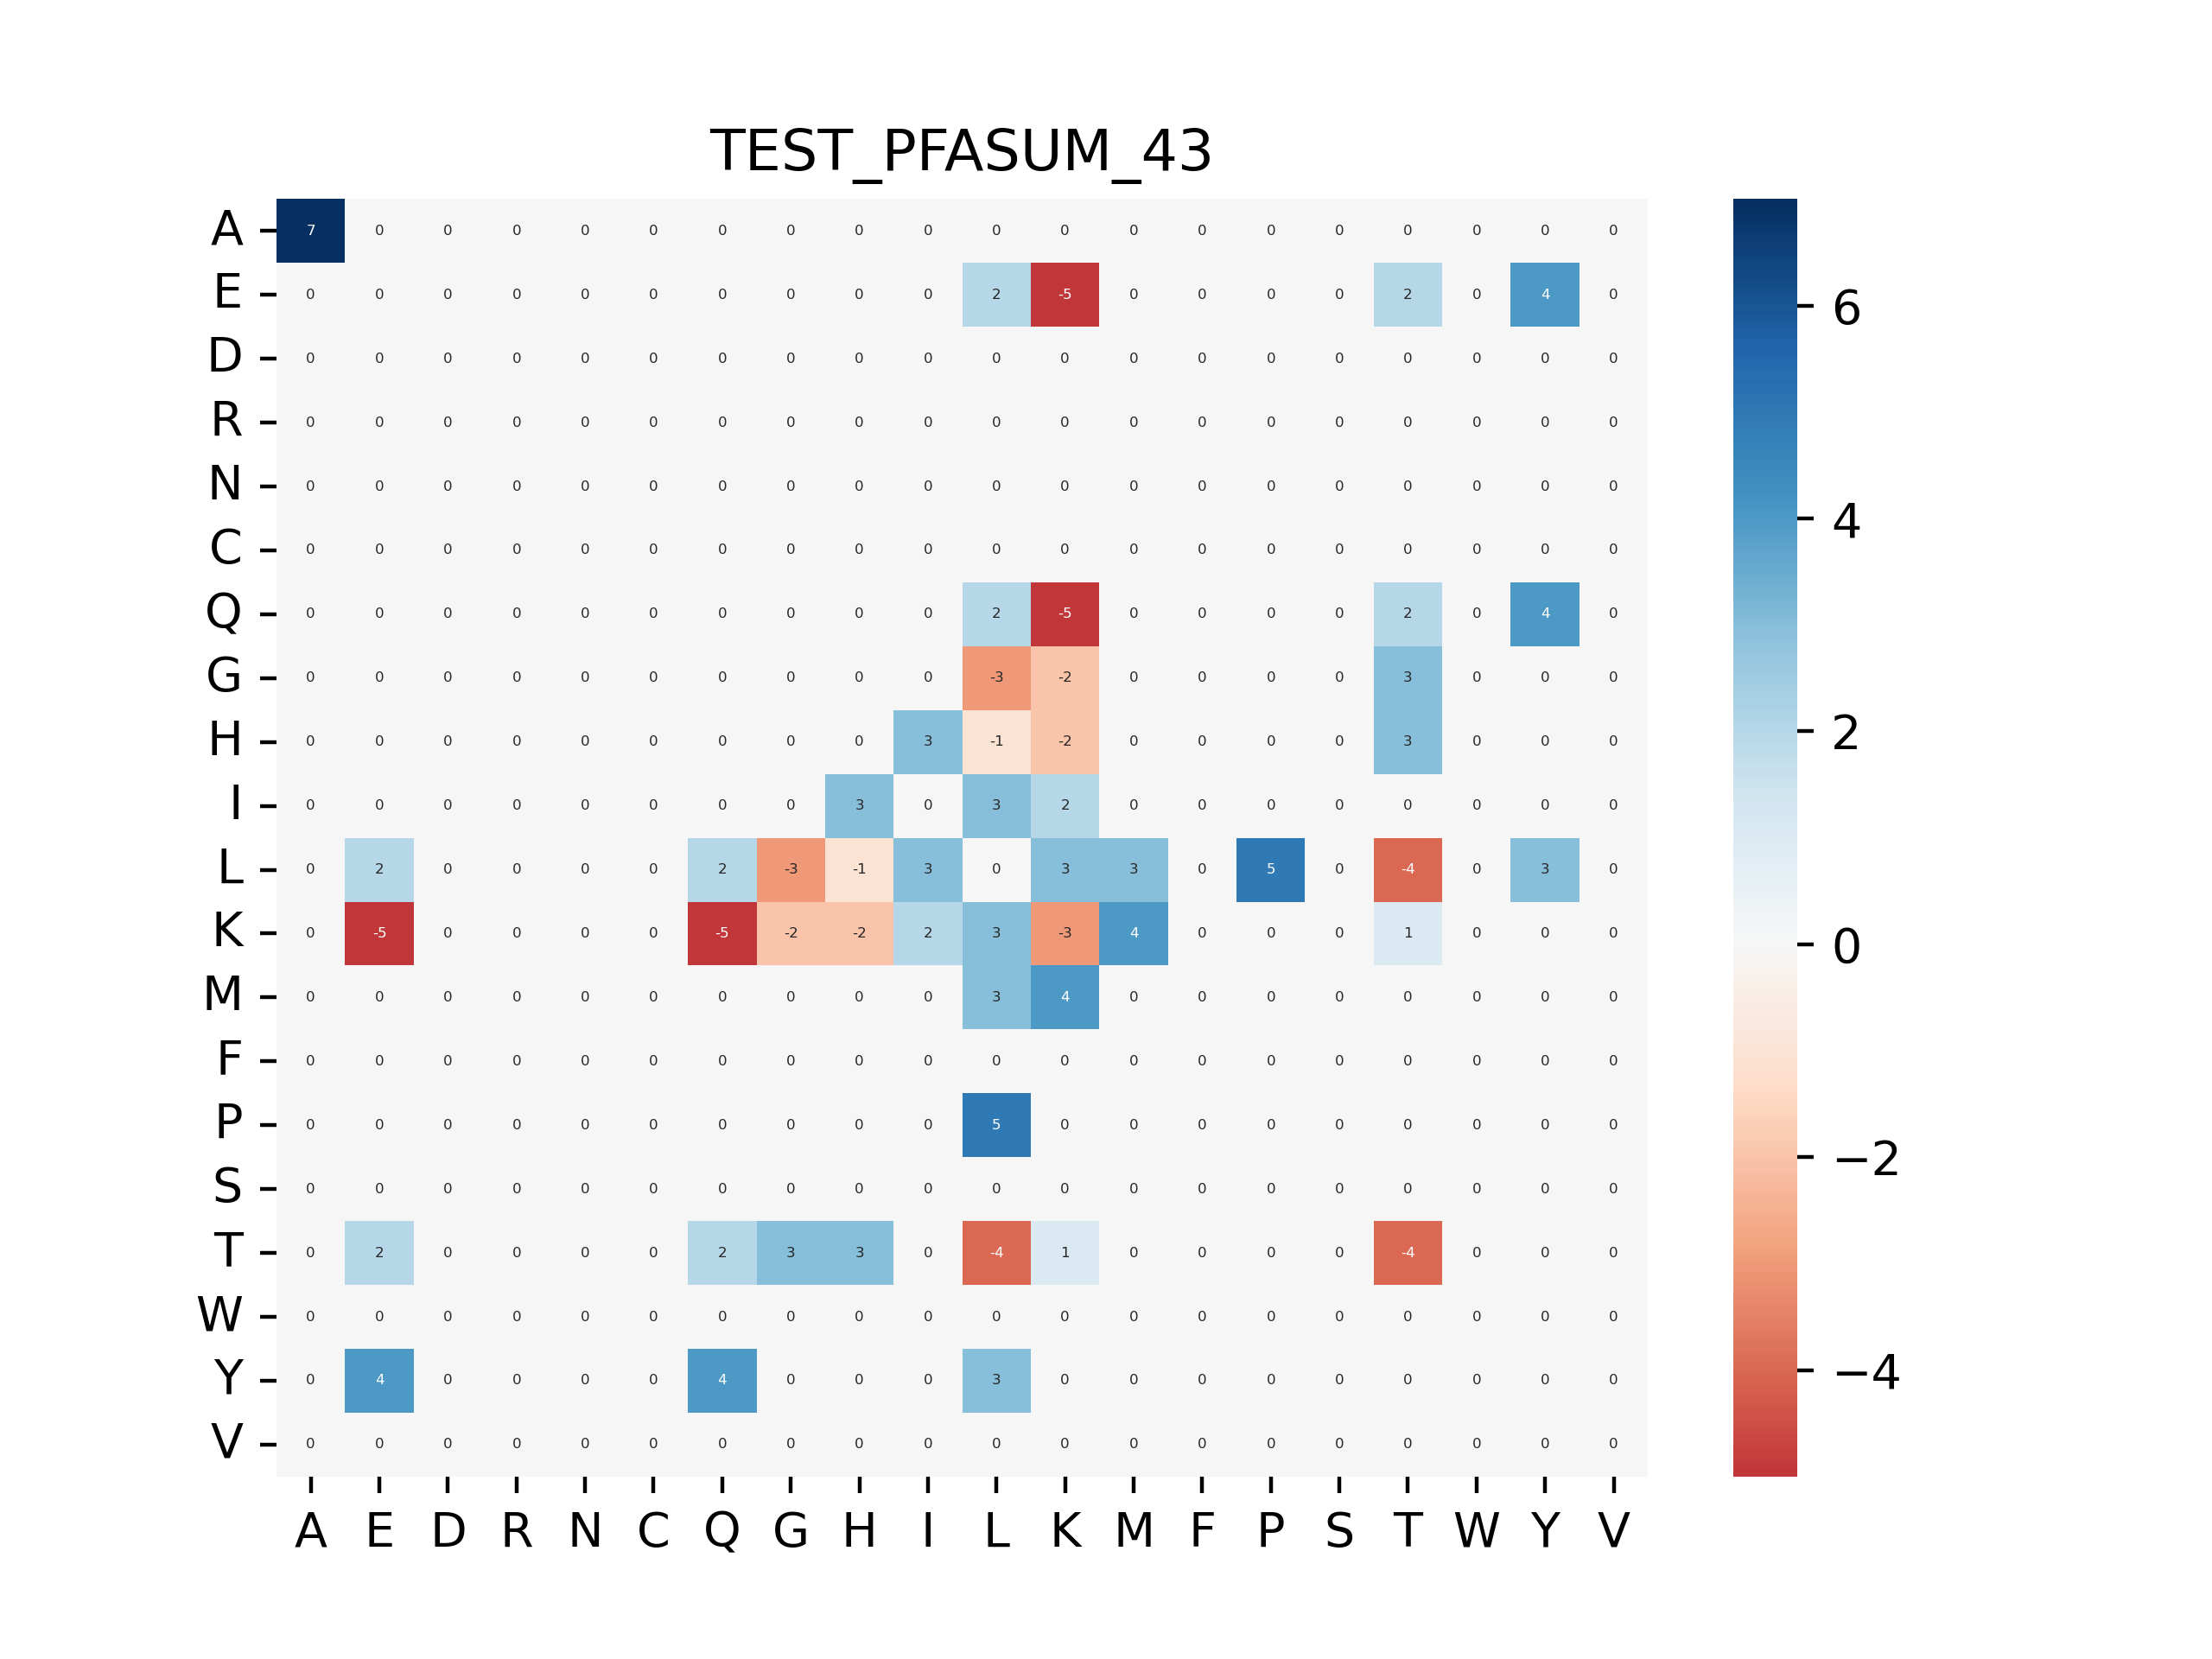 TEST_PFASUM_43
A 7 0 0 0 0 0 0 0 0 0 0 0 0 0 0 0 0 0 0 0
E 0 0 0 0 0 0 0 0 0 0 2 -5 0 0 0 0 2 0 4 0
D 0 0 0 0 0 0 0 0 0 0 0 0 0 0 0 0 0 0 0 0
R 0 0 0 0 0 0 0 0 0 0 0 0 0 0 0 0 0 0 0 0
N 0 0 0 0 0 0 0 0 0 0 0 0 0 0 0 0 0 0 0 0
C 0 0 0 0 0 0 0 0 0 0 0 0 0 0 0 0 0 0 0 0
Q 0 0 0 0 0 0 0 0 0 0 2 -5 0 0 0 0 2 0 4 0
G 0 0 0 0 0 0 0 0 0 0 -3 -2 0 0 0 0 3 0 0 0
H 0 0 0 0 0 0 0 0 0 3 -1 -2 0 0 0 0 3 0 0 0
I 0 0 0 0 0 0 0 0 3 0 3 2 0 0 0 0 0 0 0 0
L 0 2 0 0 0 0 2 -3 -1 3 0 3 3 0 5 0 -4 0 3 0
K 0 -5 0 0 0 0 -5 -2 -2 2 3 -3 4 0 0 0 1 0 0 0
M 0 0 0 0 0 0 0 0 0 0 3 4 0 0 0 0 0 0 0 0
F 0 0 0 0 0 0 0 0 0 0 0 0 0 0 0 0 0 0 0 0
P 0 0 0 0 0 0 0 0 0 0 5 0 0 0 0 0 0 0 0 0
S 0 0 0 0 0 0 0 0 0 0 0 0 0 0 0 0 0 0 0 0
T 0 2 0 0 0 0 2 3 3 0 -4 1 0 0 0 0 -4 0 0 0
W 0 0 0 0 0 0 0 0 0 0 0 0 0 0 0 0 0 0 0 0
Y 0 4 0 0 0 0 4 0 0 0 3 0 0 0 0 0 0 0 0 0
V 0 0 0 0 0 0 0 0 0 0 0 0 0 0 0 0 0 0 0 0
A E D R N C Q G H I L K M F P S T W Y V
6
4
2
0
−2
−4